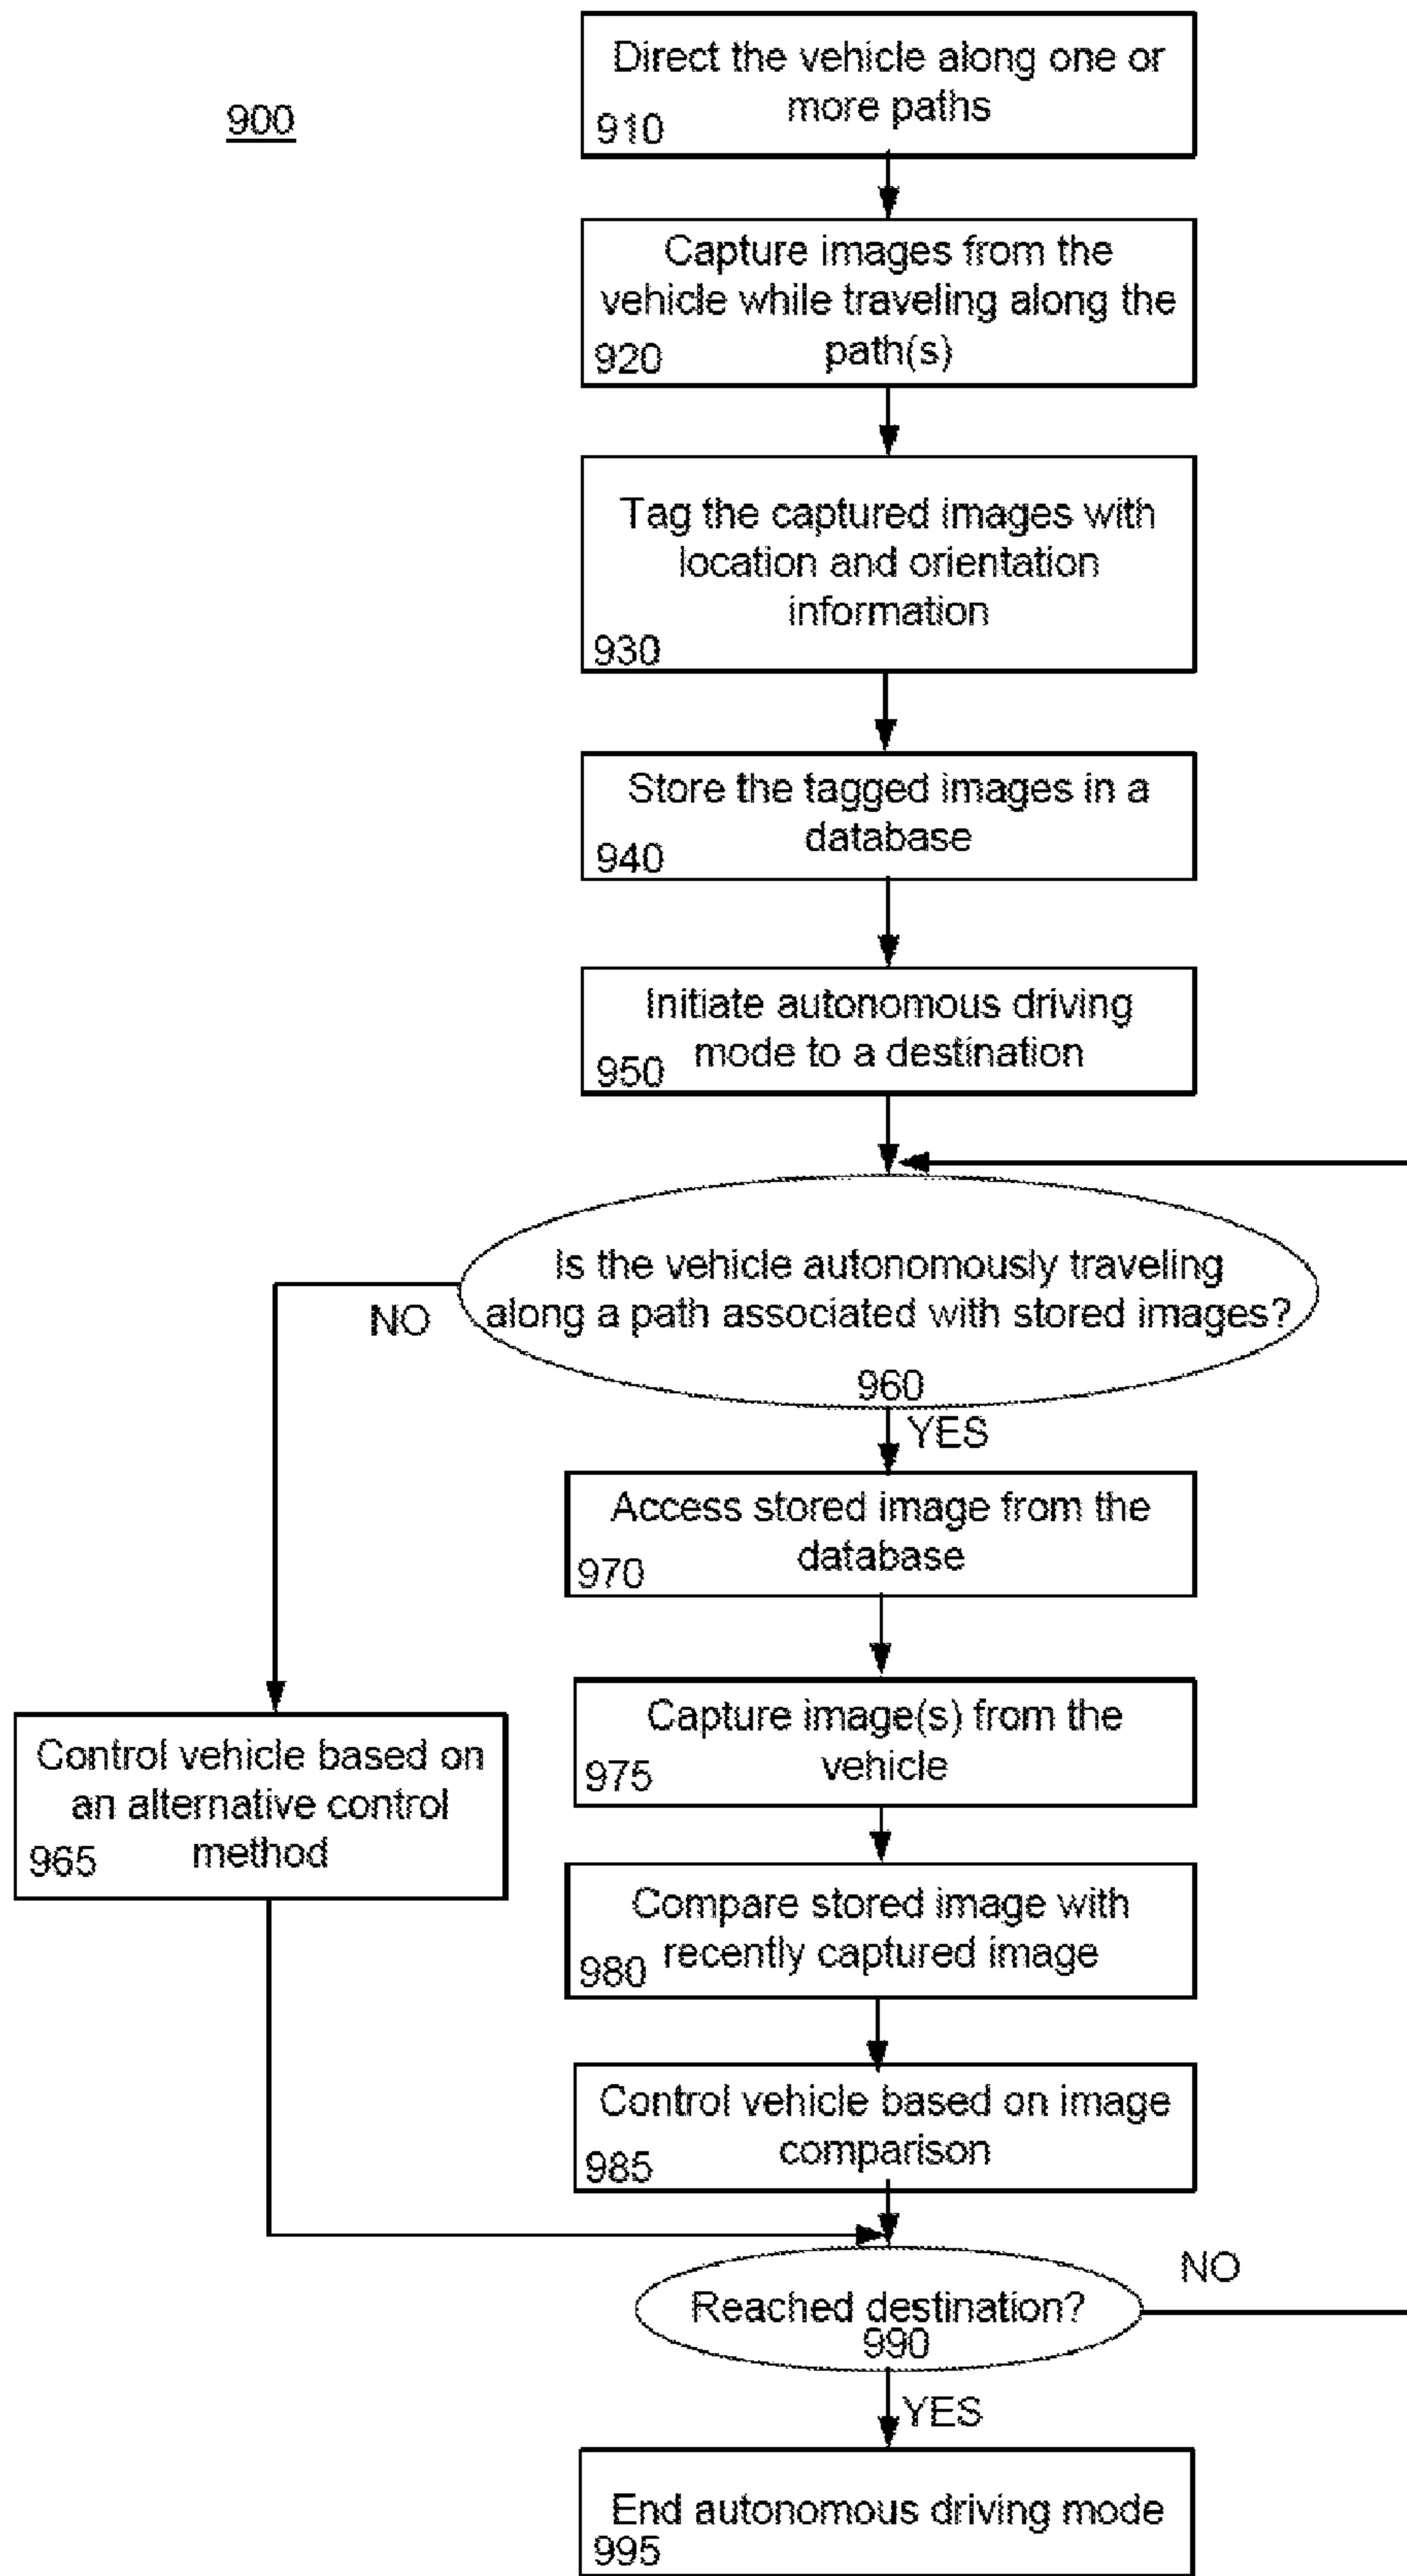 900
Direct the vehicle along one or
more paths
910
Capture images from the
vehicle while traveling along the
path(s)
920
Tag the captured images with
location and orientation
information
930
Store the tagged images in a
database
940
Initiate autonomous driving
mode to a destination
950
Is the vehicle autonomously traveling
along a path associated with stored images?
960
NO
YES
Access stored image from the
database
970
Capture image(s) from the
vehicle
975
Control vehicle based on
an alternative control
method
965
Compare stored image with
recently captured image
980
Control vehicle based on image
comparison
985
Reached destination?
990
NO
YES
End autonomous driving mode
995